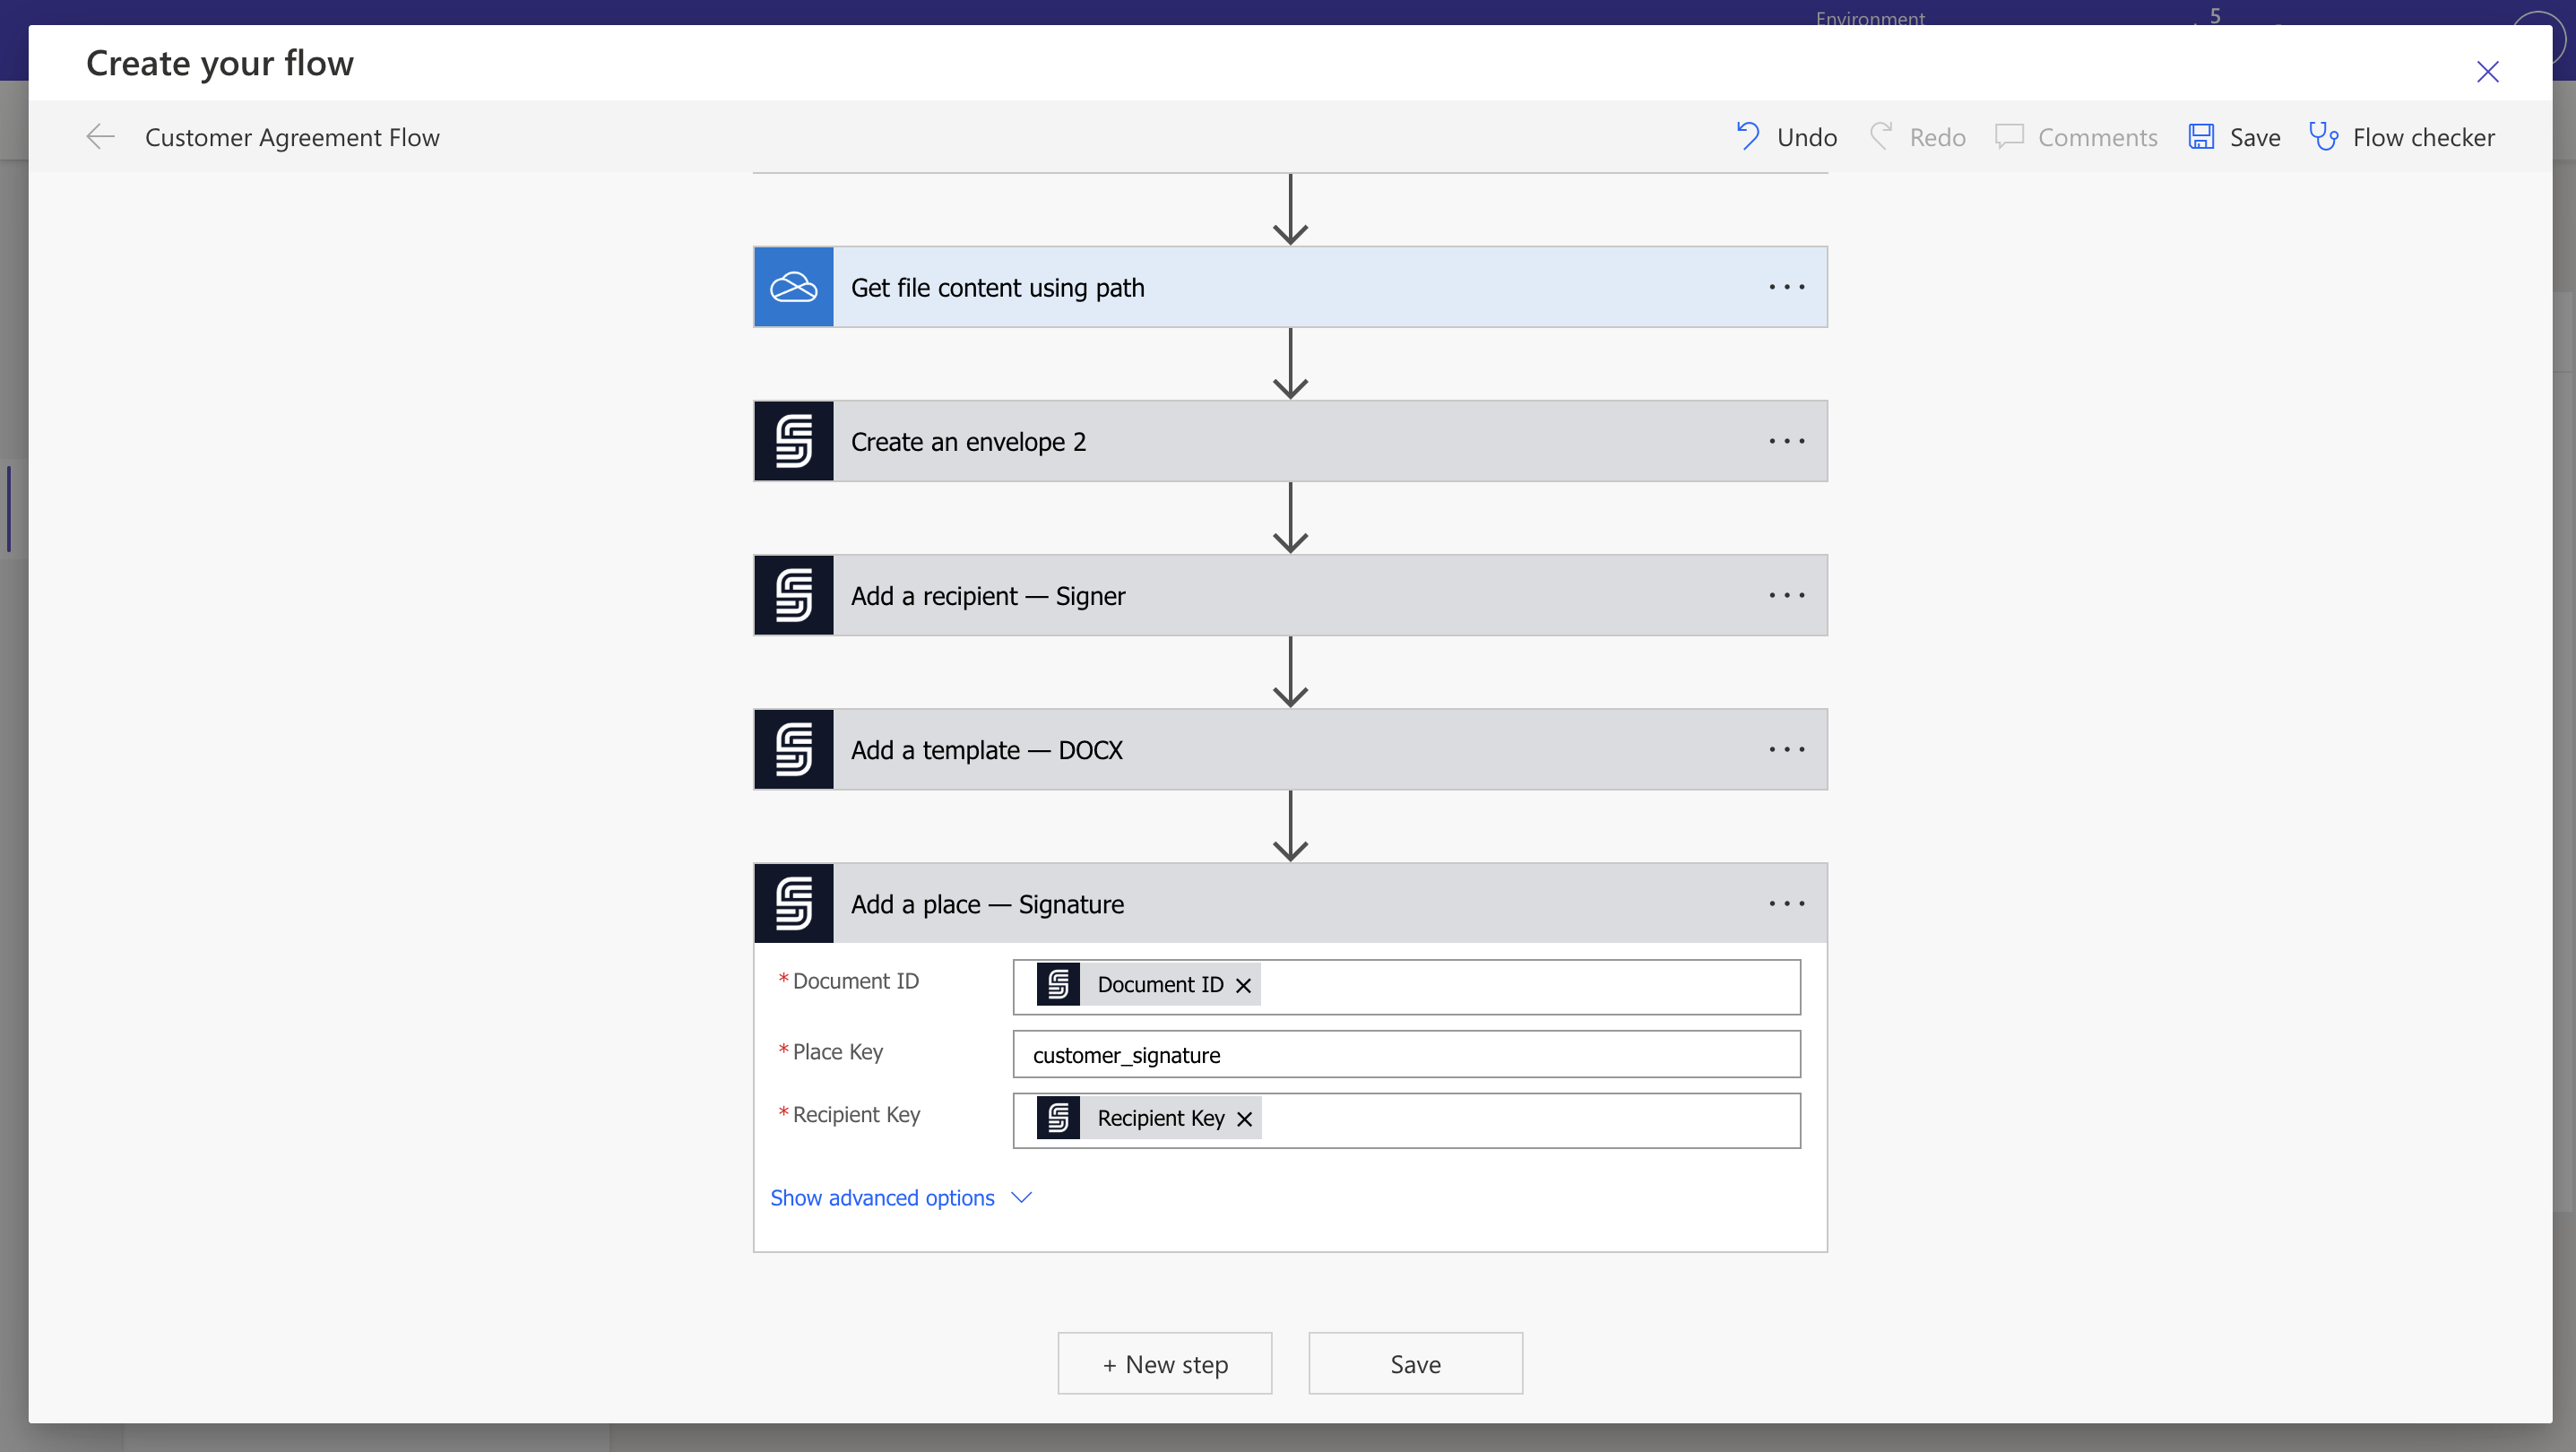 Environment
5
Create your flow
Customer Agreement Flow
Undo
Redo
Comments
Save
Flow checker
Get file content using path
Create an envelope 2
Add a recipient — Signer
Add a template — DOCX
Add a place — Signature
* Document ID
Document ID
* Place Key
customer_signature
* Recipient Key
Recipient Key
Show advanced options
+ New step
Save